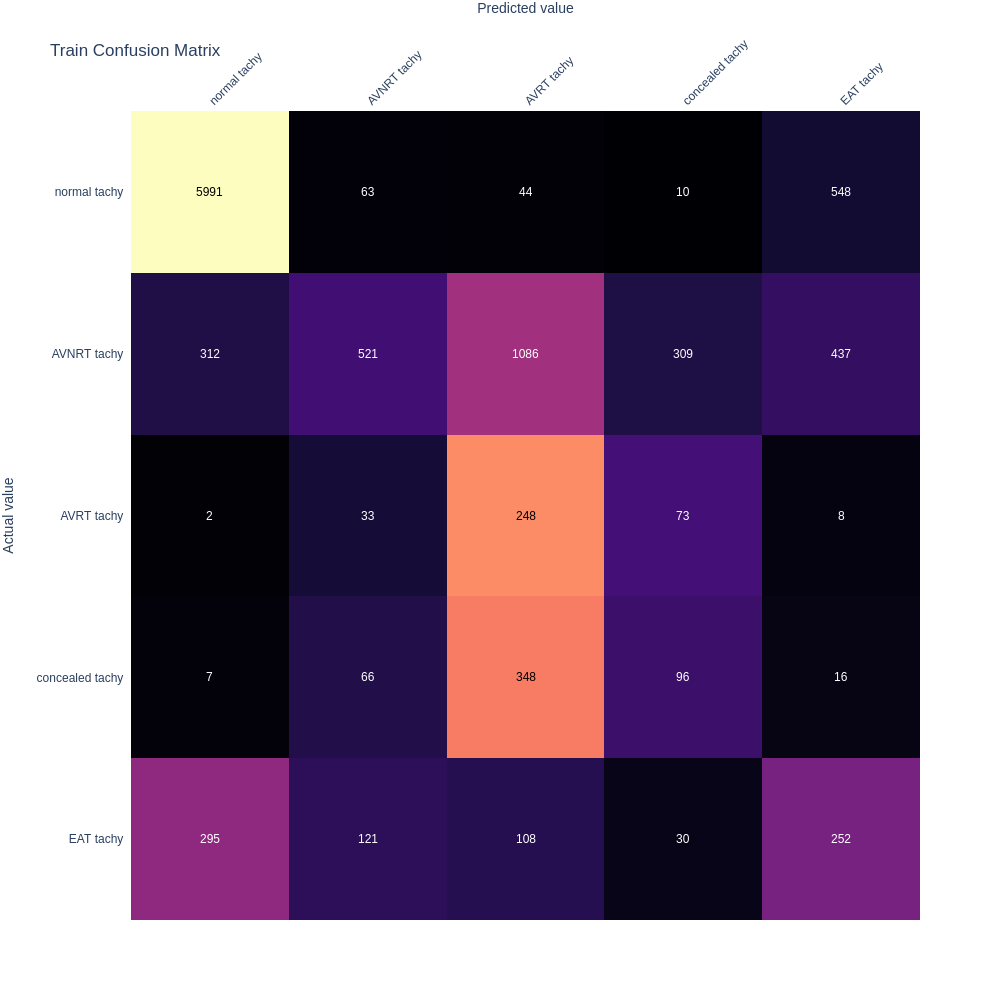 Predicted value
Train Confusion Matrix
normal tachy AVNRT tachy AVRT tachy concealed tachy EAT tachy
normal tachy 5991 63 44 10 548
AVNRT tachy 312 521 1086 309 437
AVRT tachy 2 33 248 73 8
concealed tachy 7 66 348 96 16
EAT tachy 295 121 108 30 252
Actual value